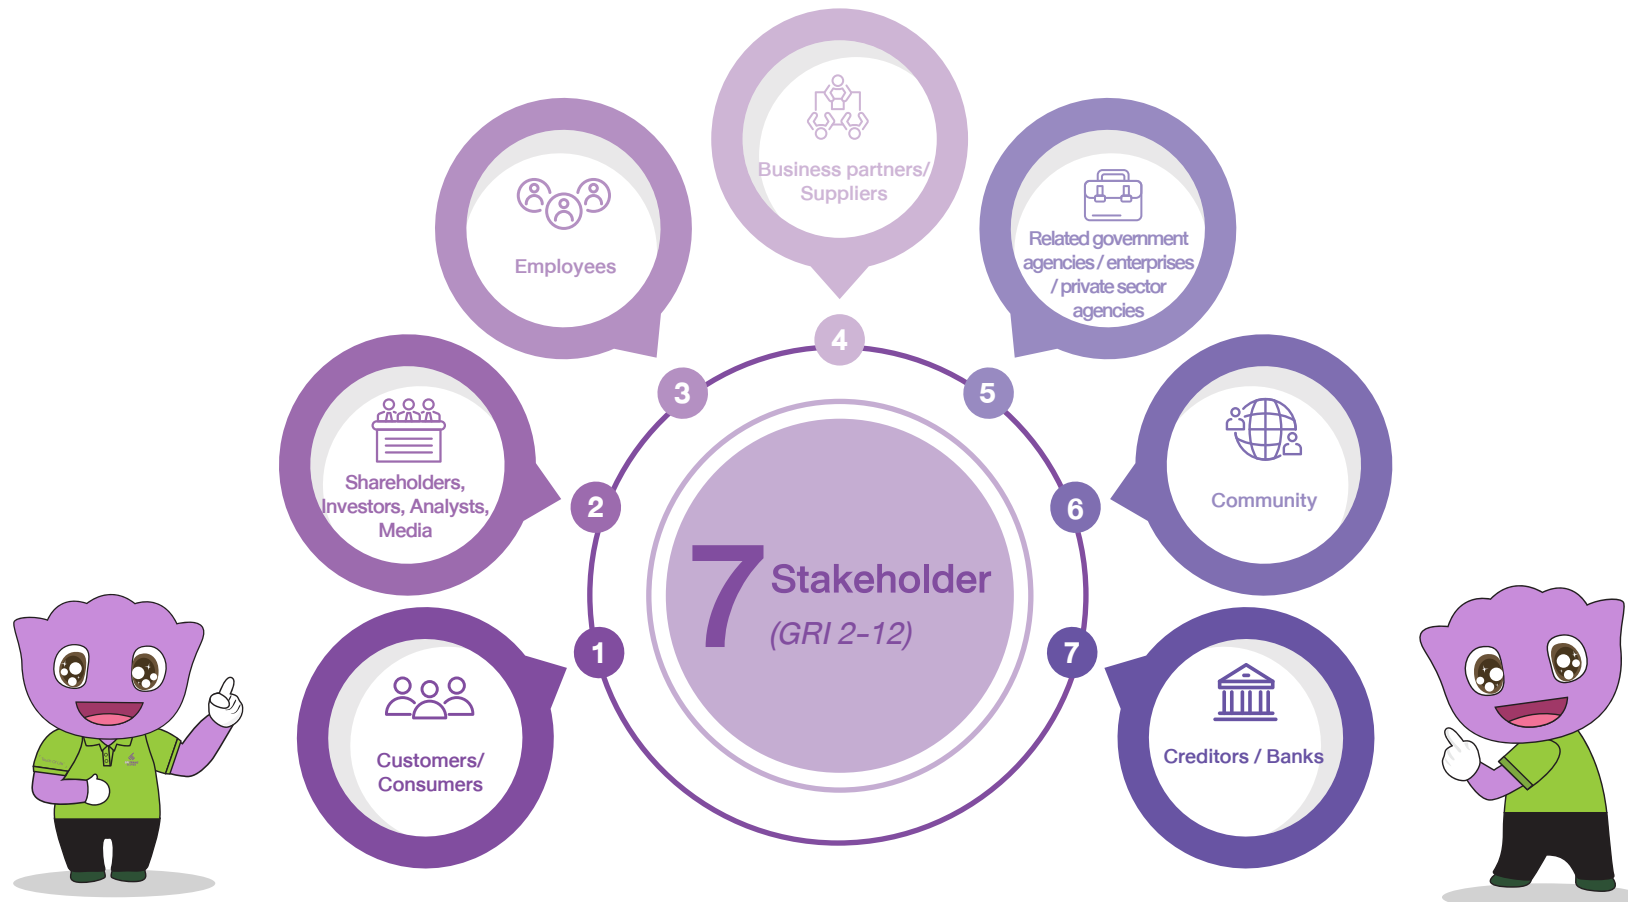 Business partners/
Suppliers
Employees
Related government
agencies / enterprises
/ private sector
agencies
4
3
5
Shareholders,
Investors, Analysts,
Media
2
6
Community
7 Stakeholder
(GRI 2-12)
1
7
Customers/
Consumers
Creditors / Banks